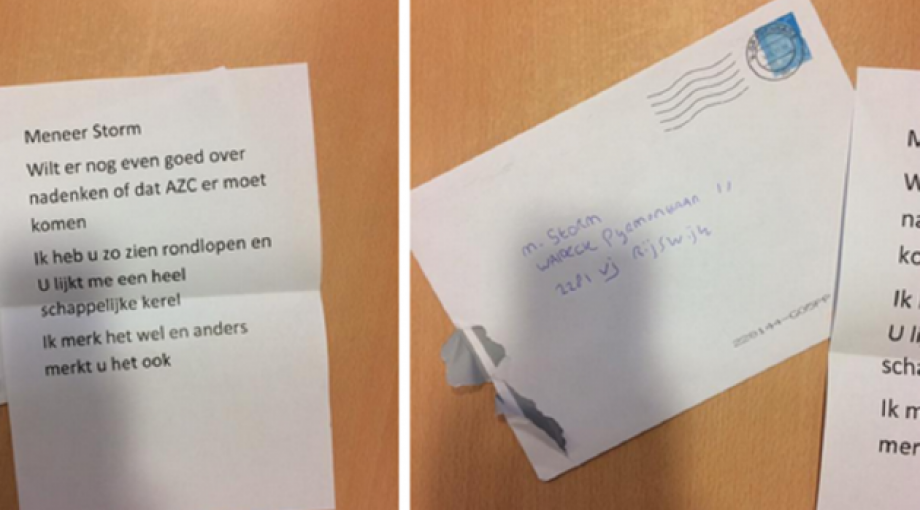 Meneer Storm
Wilt er nog even goed over
nadenken of dat AZC er moet
komen
Ik heb u zo zien rondlopen en
U lijkt me een heel
schappelijke kerel
Ik merk het wel en anders
merkt u het ook
M. Storm
2281 VJ Rijswijk
M
W
na
ko
Ik
U li
scha
Ik m
mer